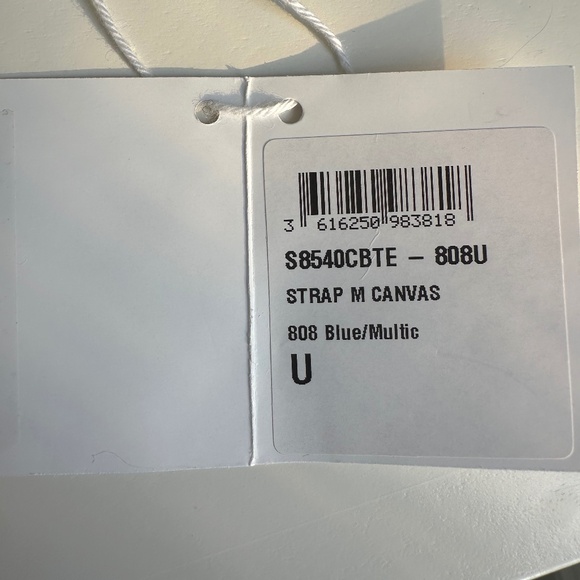 3 616250 983818
S8540CBTE – 808U
STRAP M CANVAS
808 Blue/Multic
U